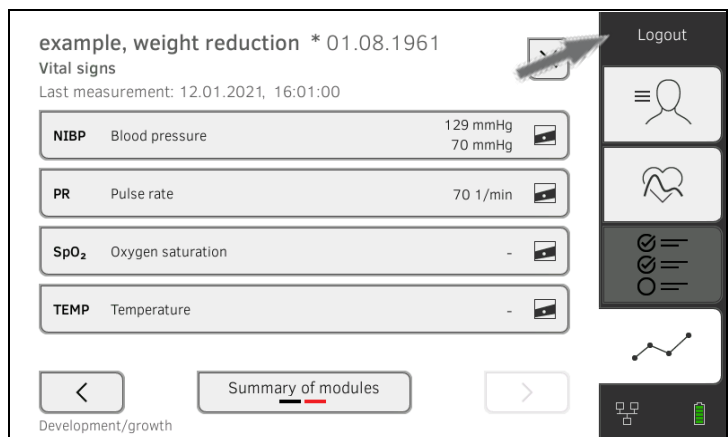 example, weight reduction * 01.08.1961
Vital signs
Last measurement: 12.01.2021, 16:01:00
NIBP Blood pressure 129 mmHg
70 mmHg
PR Pulse rate 70 1/min
SpO₂ Oxygen saturation -
TEMP Temperature -
Summary of modules
Development/growth
Logout